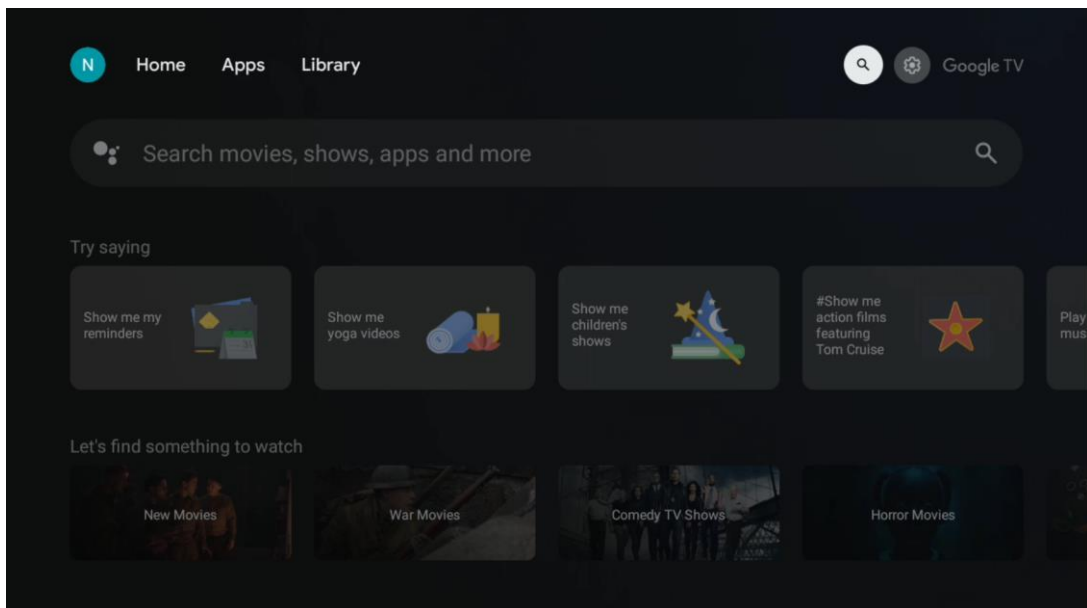 N Home Apps Library Google TV
Search movies, shows, apps and more
Try saying
Show me my
reminders
Show me
yoga videos
Show me
children's
shows
#Show me
action films
featuring
Tom Cruise
Play
mus
Let's find something to watch
New Movies
War Movies
Comedy TV Shows
Horror Movies